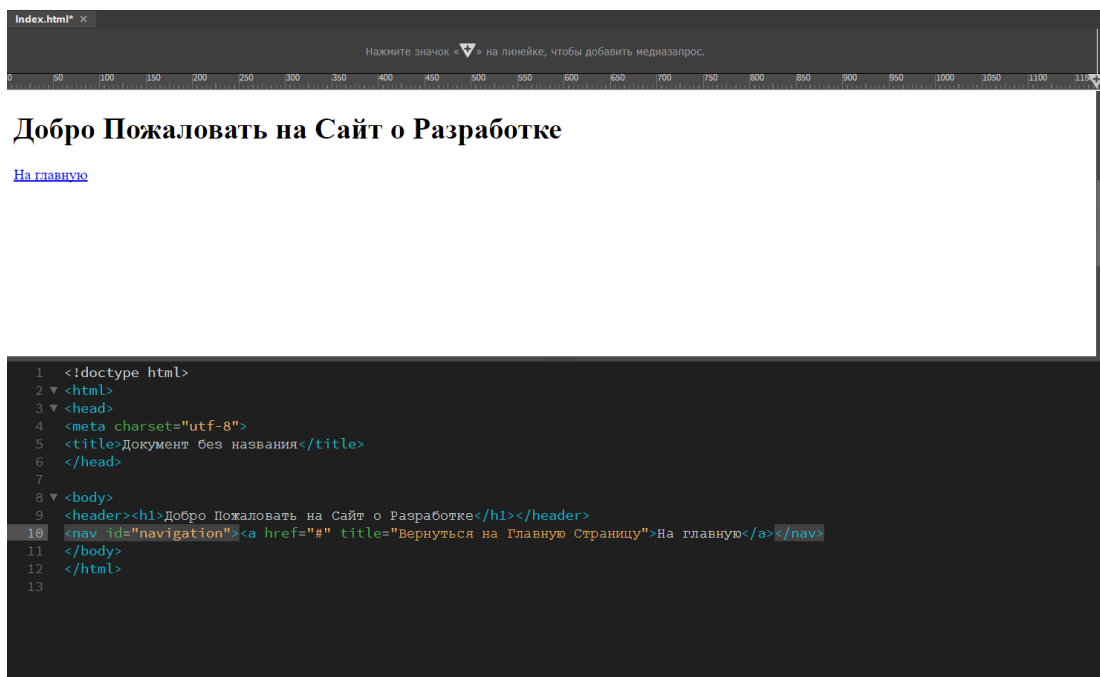 Index.html* ×
Нажмите значок « » на линейке, чтобы добавить медиазапрос.
0 50 100 150 200 250 300 350 400 450 500 550 600 650 700 750 800 850 900 950 1000 1050 1100 115
Добро Пожаловать на Сайт о Разработке
На главную
1 <!doctype html>
2 ▼ <html>
3 ▼ <head>
4 <meta charset="utf-8">
5 <title>Документ без названия</title>
6 </head>
7
8 ▼ <body>
9 <header><h1>Добро Пожаловать на Сайт о Разработке</h1></header>
10 <nav id="navigation"><a href="#" title="Вернуться на Главную Страницу">На главную</a></nav>
11 </body>
12 </html>
13